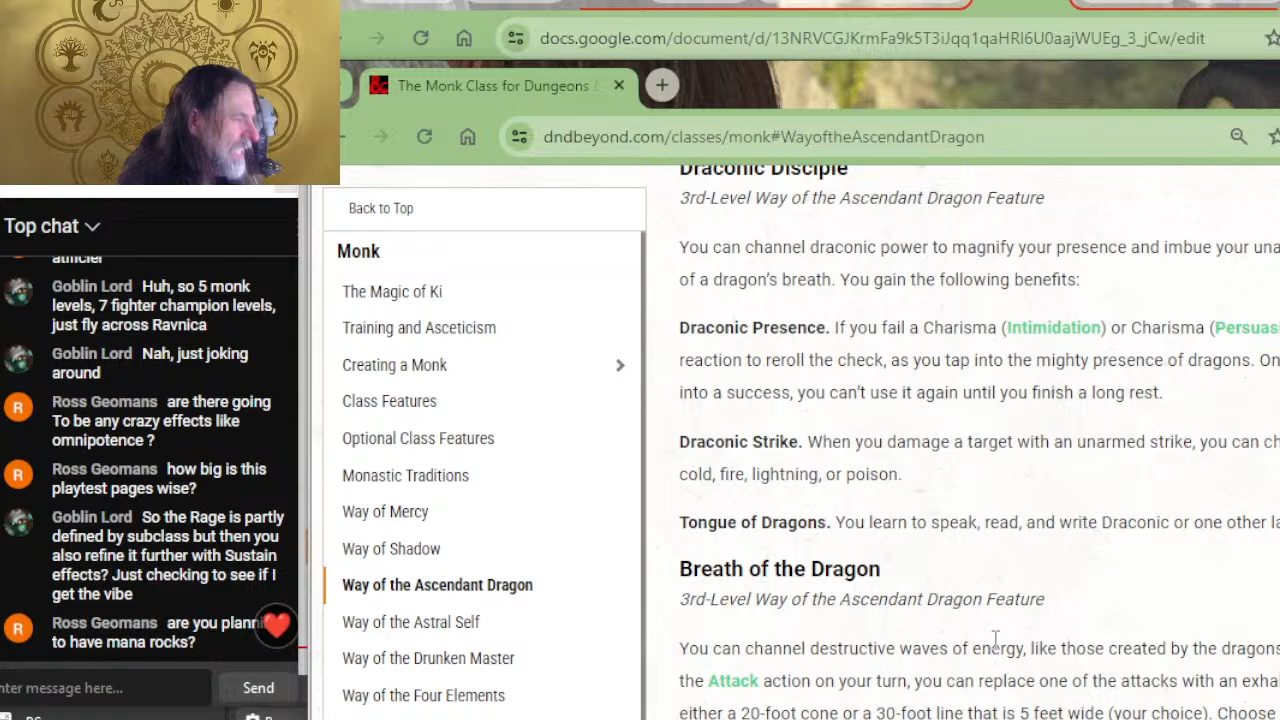 docs.google.com/document/d/13NRVCGJKrmFa9k5T3iJqq1qaHRl6U0aajWUEg_3_jCw/edit
The Monk Class for Dungeons
dndbeyond.com/classes/monk#WayoftheAscendantDragon
Top chat
artificier
Goblin Lord Huh, so 5 monk
levels, 7 fighter champion levels,
just fly across Ravnica
Goblin Lord Nah, just joking
around
Ross Geomans are there going
To be any crazy effects like
omnipotence ?
Ross Geomans how big is this
playtest pages wise?
Goblin Lord So the Rage is partly
defined by subclass but then you
also refine it further with Sustain
effects? Just checking to see if I
get the vibe
Ross Geomans are you planni
to have mana rocks?
nter message here...
Send
Back to Top
Monk
The Magic of Ki
Training and Asceticism
Creating a Monk
Class Features
Optional Class Features
Monastic Traditions
Way of Mercy
Way of Shadow
Way of the Ascendant Dragon
Way of the Astral Self
Way of the Drunken Master
Way of the Four Elements
Draconic Disciple
3rd-Level Way of the Ascendant Dragon Feature
You can channel draconic power to magnify your presence and imbue your una
of a dragon's breath. You gain the following benefits:
Draconic Presence. If you fail a Charisma (Intimidation) or Charisma (Persuas
reaction to reroll the check, as you tap into the mighty presence of dragons. On
into a success, you can't use it again until you finish a long rest.
Draconic Strike. When you damage a target with an unarmed strike, you can ch
cold, fire, lightning, or poison.
Tongue of Dragons. You learn to speak, read, and write Draconic or one other la
Breath of the Dragon
3rd-Level Way of the Ascendant Dragon Feature
You can channel destructive waves of energy, like those created by the dragons
the Attack action on your turn, you can replace one of the attacks with an exha
either a 20-foot cone or a 30-foot line that is 5 feet wide (your choice). Choose